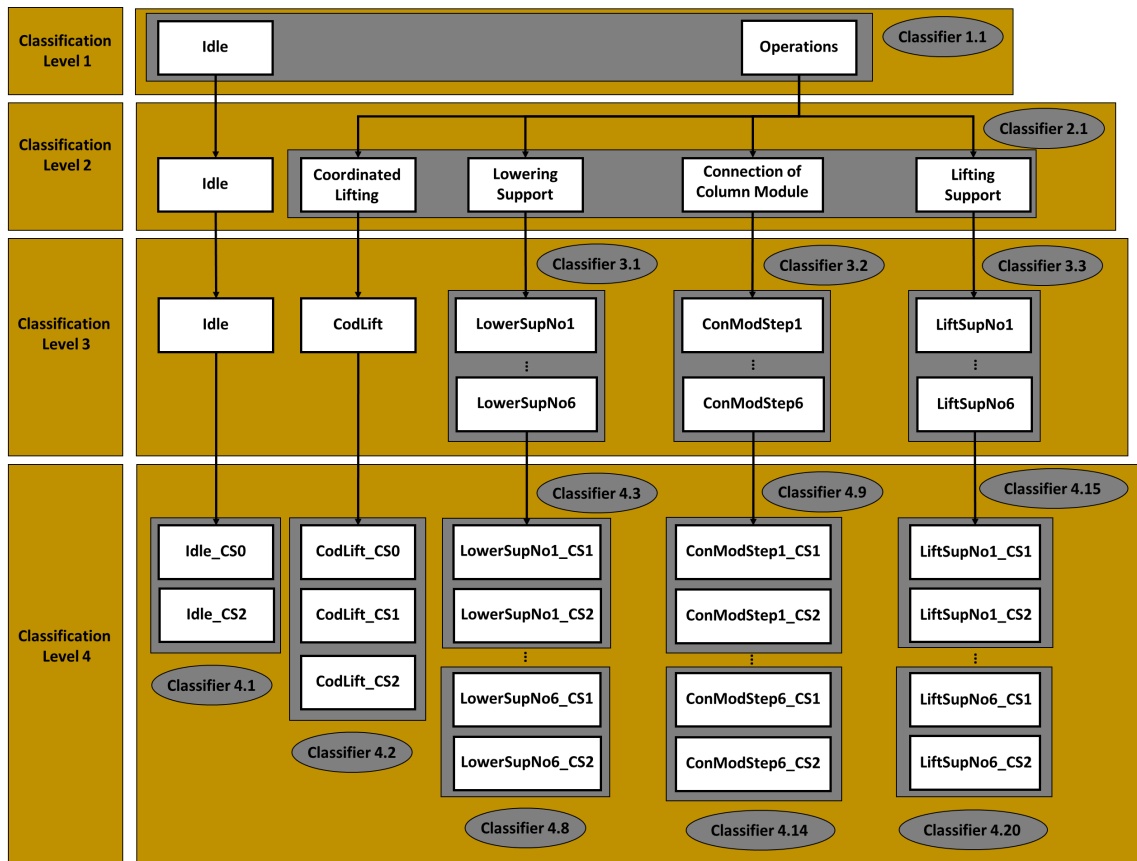 Classification
Level 1
Idle
Operations
Classifier 1.1
Classification
Level 2
Classifier 2.1
Idle
Coordinated
Lifting
Lowering
Support
Connection of
Column Module
Lifting
Support
Classification
Level 3
Classifier 3.1
Classifier 3.2
Classifier 3.3
Idle
CodLift
LowerSupNo1
...
LowerSupNo6
ConModStep1
...
ConModStep6
LiftSupNo1
...
LiftSupNo6
Classification
Level 4
Classifier 4.3
Classifier 4.9
Classifier 4.15
Idle_CS0
Idle_CS2
Classifier 4.1
CodLift_CS0
CodLift_CS1
CodLift_CS2
Classifier 4.2
LowerSupNo1_CS1
LowerSupNo1_CS2
...
LowerSupNo6_CS1
LowerSupNo6_CS2
Classifier 4.8
ConModStep1_CS1
ConModStep1_CS2
...
ConModStep6_CS1
ConModStep6_CS2
Classifier 4.14
LiftSupNo1_CS1
LiftSupNo1_CS2
...
LiftSupNo6_CS1
LiftSupNo6_CS2
Classifier 4.20